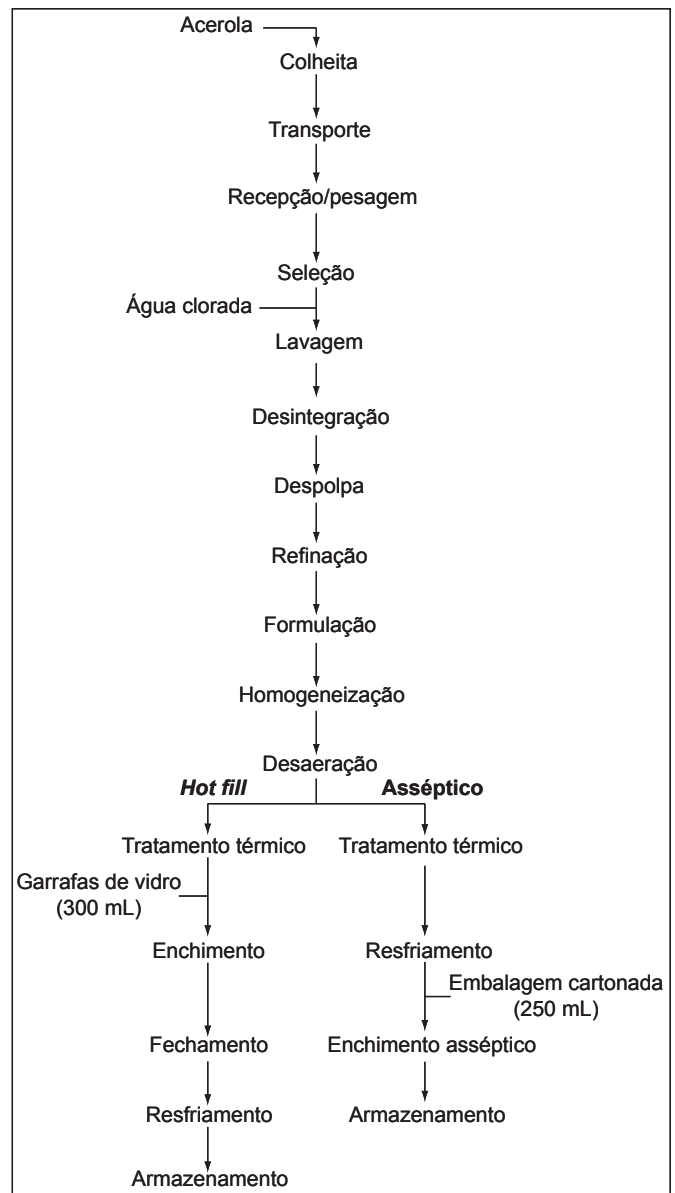 Acerola
Colheita
Transporte
Recepção/pesagem
Seleção
Água clorada
Lavagem
Desintegração
Despolpa
Refinação
Formulação
Homogeneização
Desaeração
Hot fill
Asséptico
Tratamento térmico
Tratamento térmico
Garrafas de vidro
(300 mL)
Enchimento
Resfriamento
Embalagem cartonada
(250 mL)
Fechamento
Enchimento asséptico
Resfriamento
Armazenamento
Armazenamento